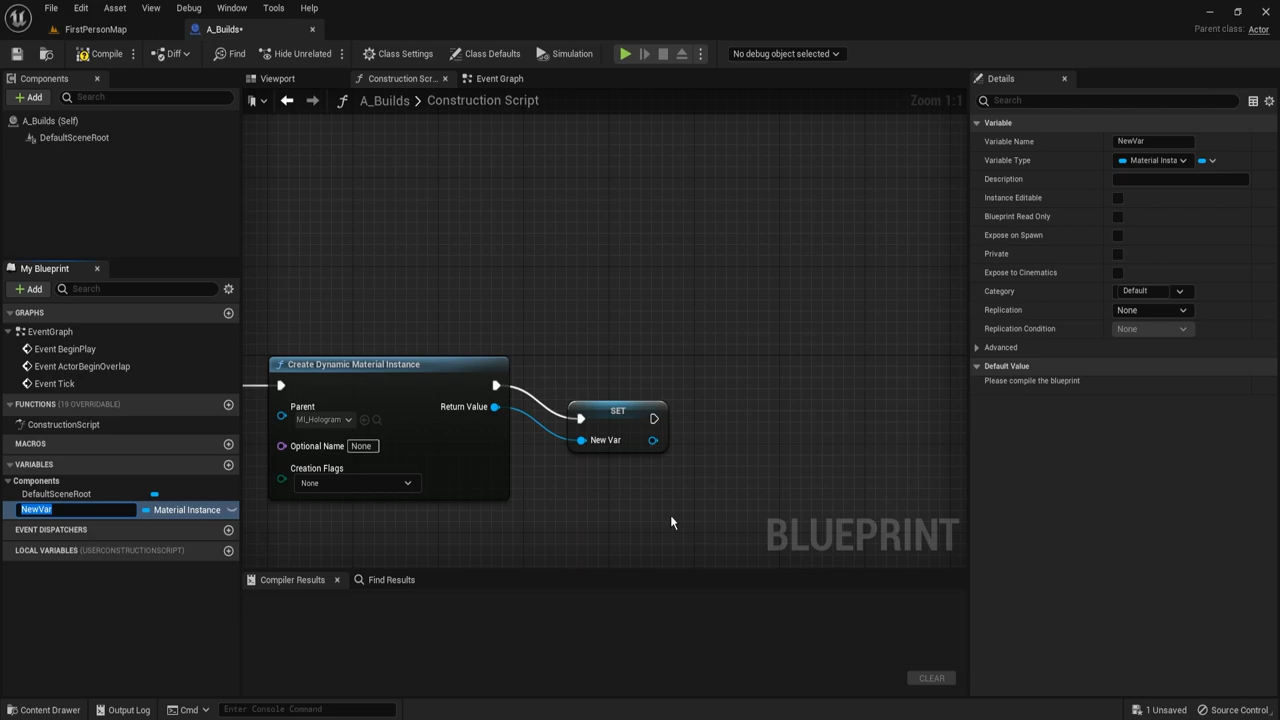 File Edit Asset View Debug Window Tools Help
FirstPersonMap A_Builds•
Parent class: Actor
Compile Diff Find Hide Unrelated Class Settings Class Defaults Simulation No debug object selected
Components
Add Search
A_Builds (Self)
DefaultSceneRoot
Viewport Construction Scr... Event Graph
A_Builds > Construction Script Zoom 1:1
My Blueprint
Add Search
GRAPHS
EventGraph
Event BeginPlay
Event ActorBeginOverlap
Event Tick
FUNCTIONS (19 OVERRIDABLE)
ConstructionScript
MACROS
VARIABLES
Components
DefaultSceneRoot
NewVar Material Instance
EVENT DISPATCHERS
LOCAL VARIABLES (USERCONSTRUCTIONSCRIPT)
Create Dynamic Material Instance
Parent Return Value
MI_Hologram
Optional Name None
Creation Flags
None
SET
New Var
BLUEPRINT
Compiler Results Find Results
CLEAR
Details
Search
Variable
Variable Name NewVar
Variable Type Material Insta
Description
Instance Editable
Blueprint Read Only
Expose on Spawn
Private
Expose to Cinematics
Category Default
Replication None
Replication Condition None
Advanced
Default Value
Please compile the blueprint
Content Drawer Output Log Cmd Enter Console Command 1 Unsaved Source Control